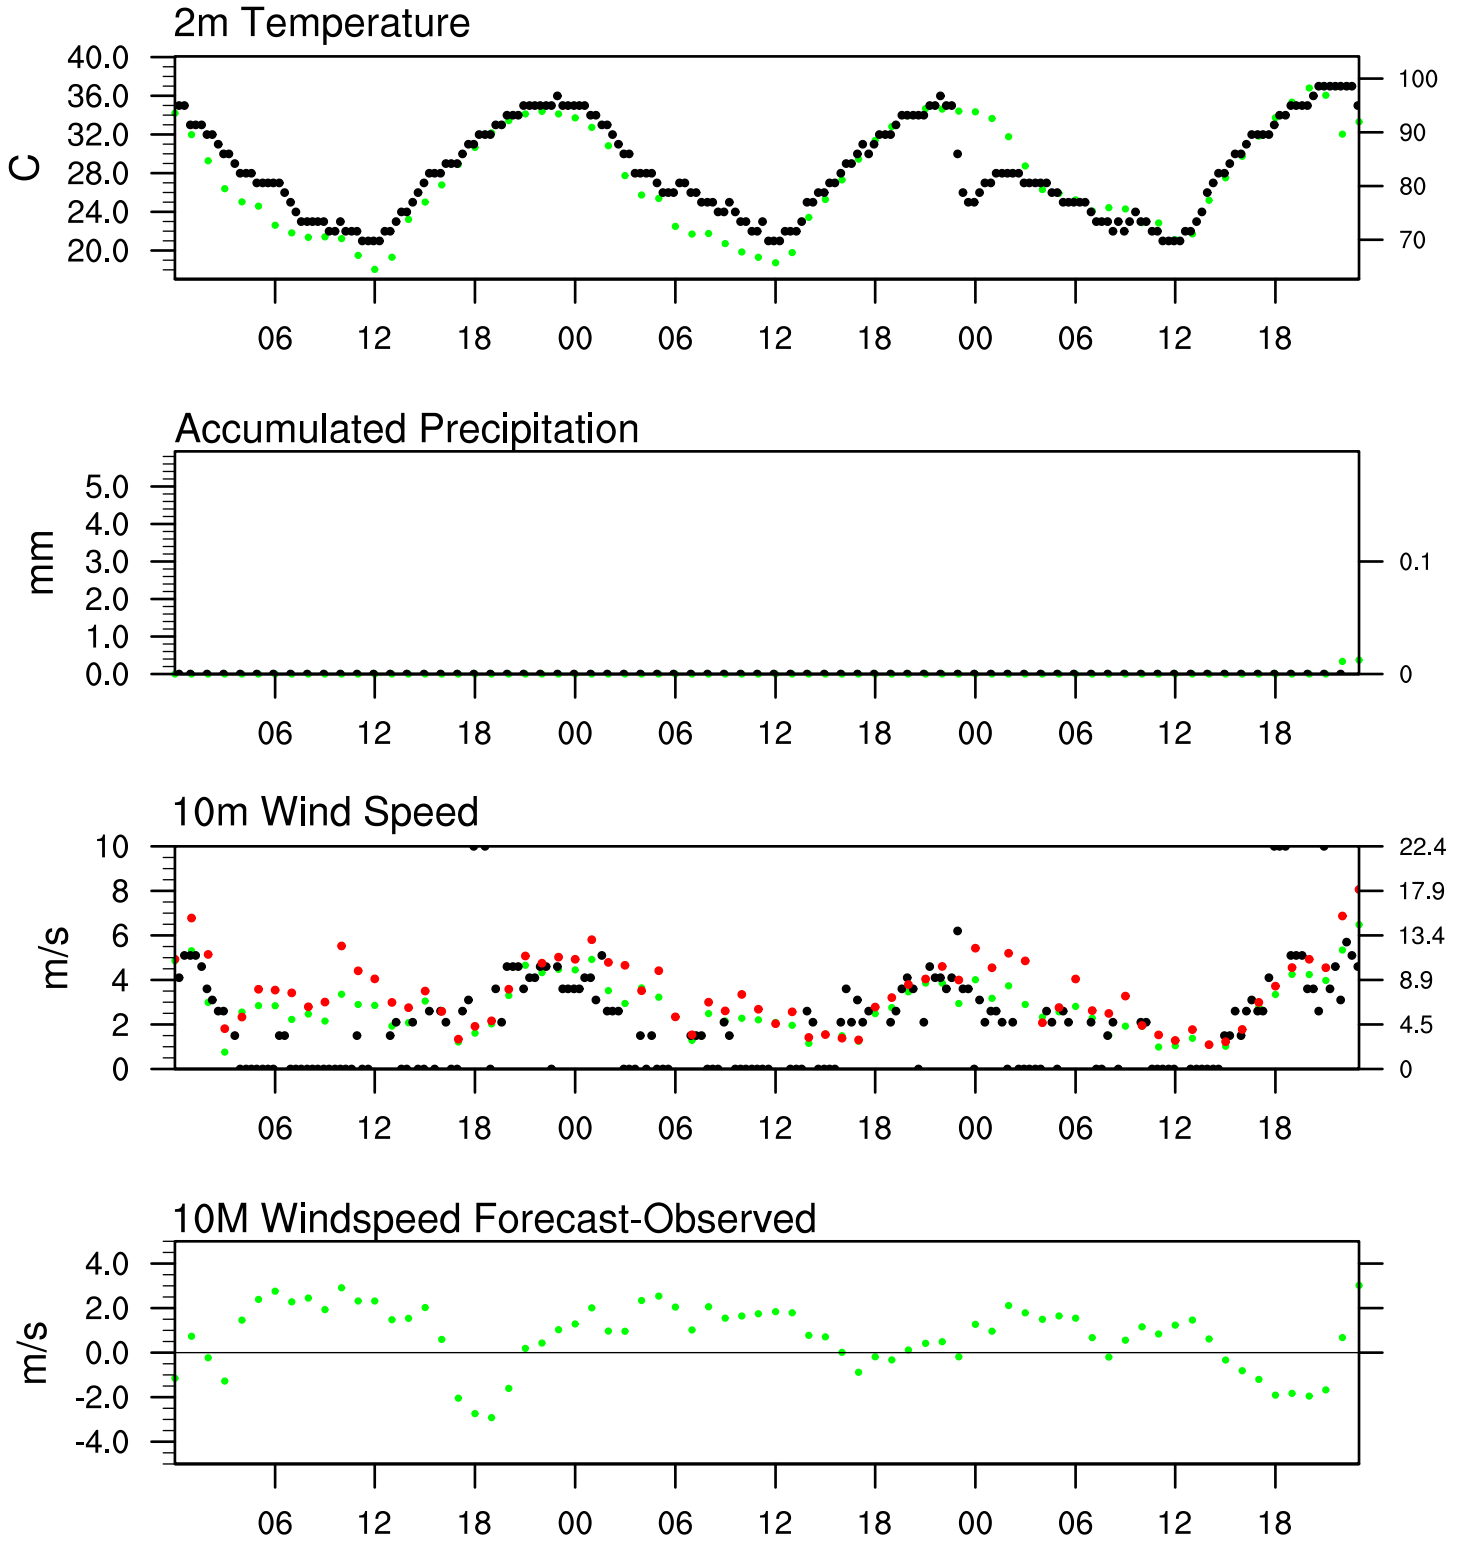 2m Temperature
40.0
36.0
32.0
28.0
24.0
20.0
C
100
90
80
70
06 12 18 00 06 12 18 00 06 12 18
Accumulated Precipitation
5.0
4.0
3.0
2.0
1.0
0.0
mm
0.1
0
06 12 18 00 06 12 18 00 06 12 18
10m Wind Speed
10
8
6
4
2
0
m/s
22.4
17.9
13.4
8.9
4.5
0
06 12 18 00 06 12 18 00 06 12 18
10M Windspeed Forecast-Observed
4.0
2.0
0.0
-2.0
-4.0
m/s
06 12 18 00 06 12 18 00 06 12 18